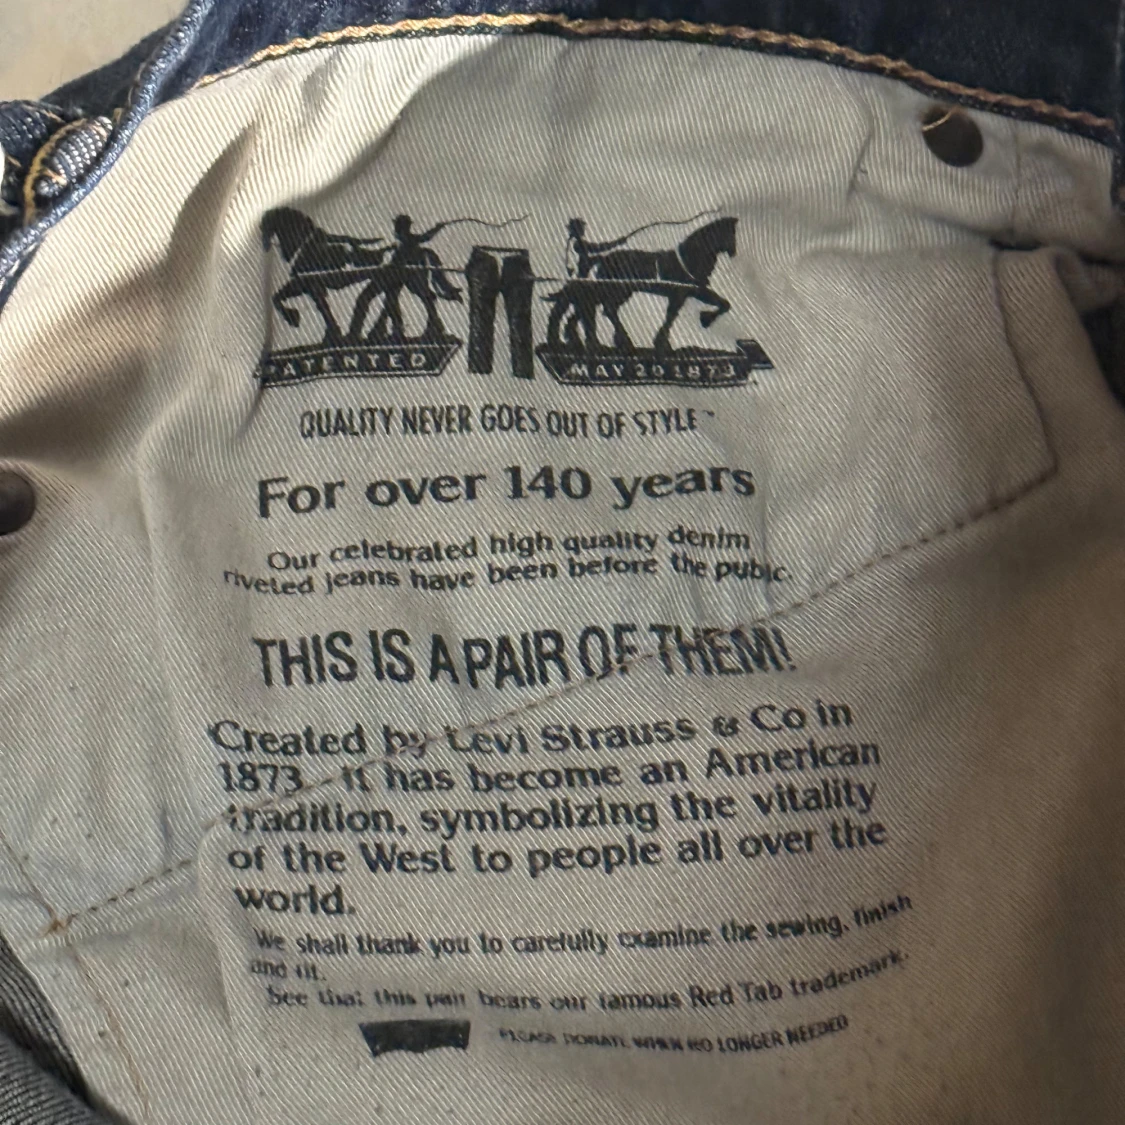 PATENTED MAY 20 1873
QUALITY NEVER GOES OUT OF STYLE™
For over 140 years
Our celebrated high quality denim
riveted jeans have been before the public.
THIS IS A PAIR OF THEM!
Created by Levi Strauss & Co in
1873 it has become an American
tradition, symbolizing the vitality
of the West to people all over the
world.
We shall thank you to carefully examine the sewing, finish
and fit.
See that this pair bears our famous Red Tab trademark.
PLEASE DONATE WHEN NO LONGER NEEDED